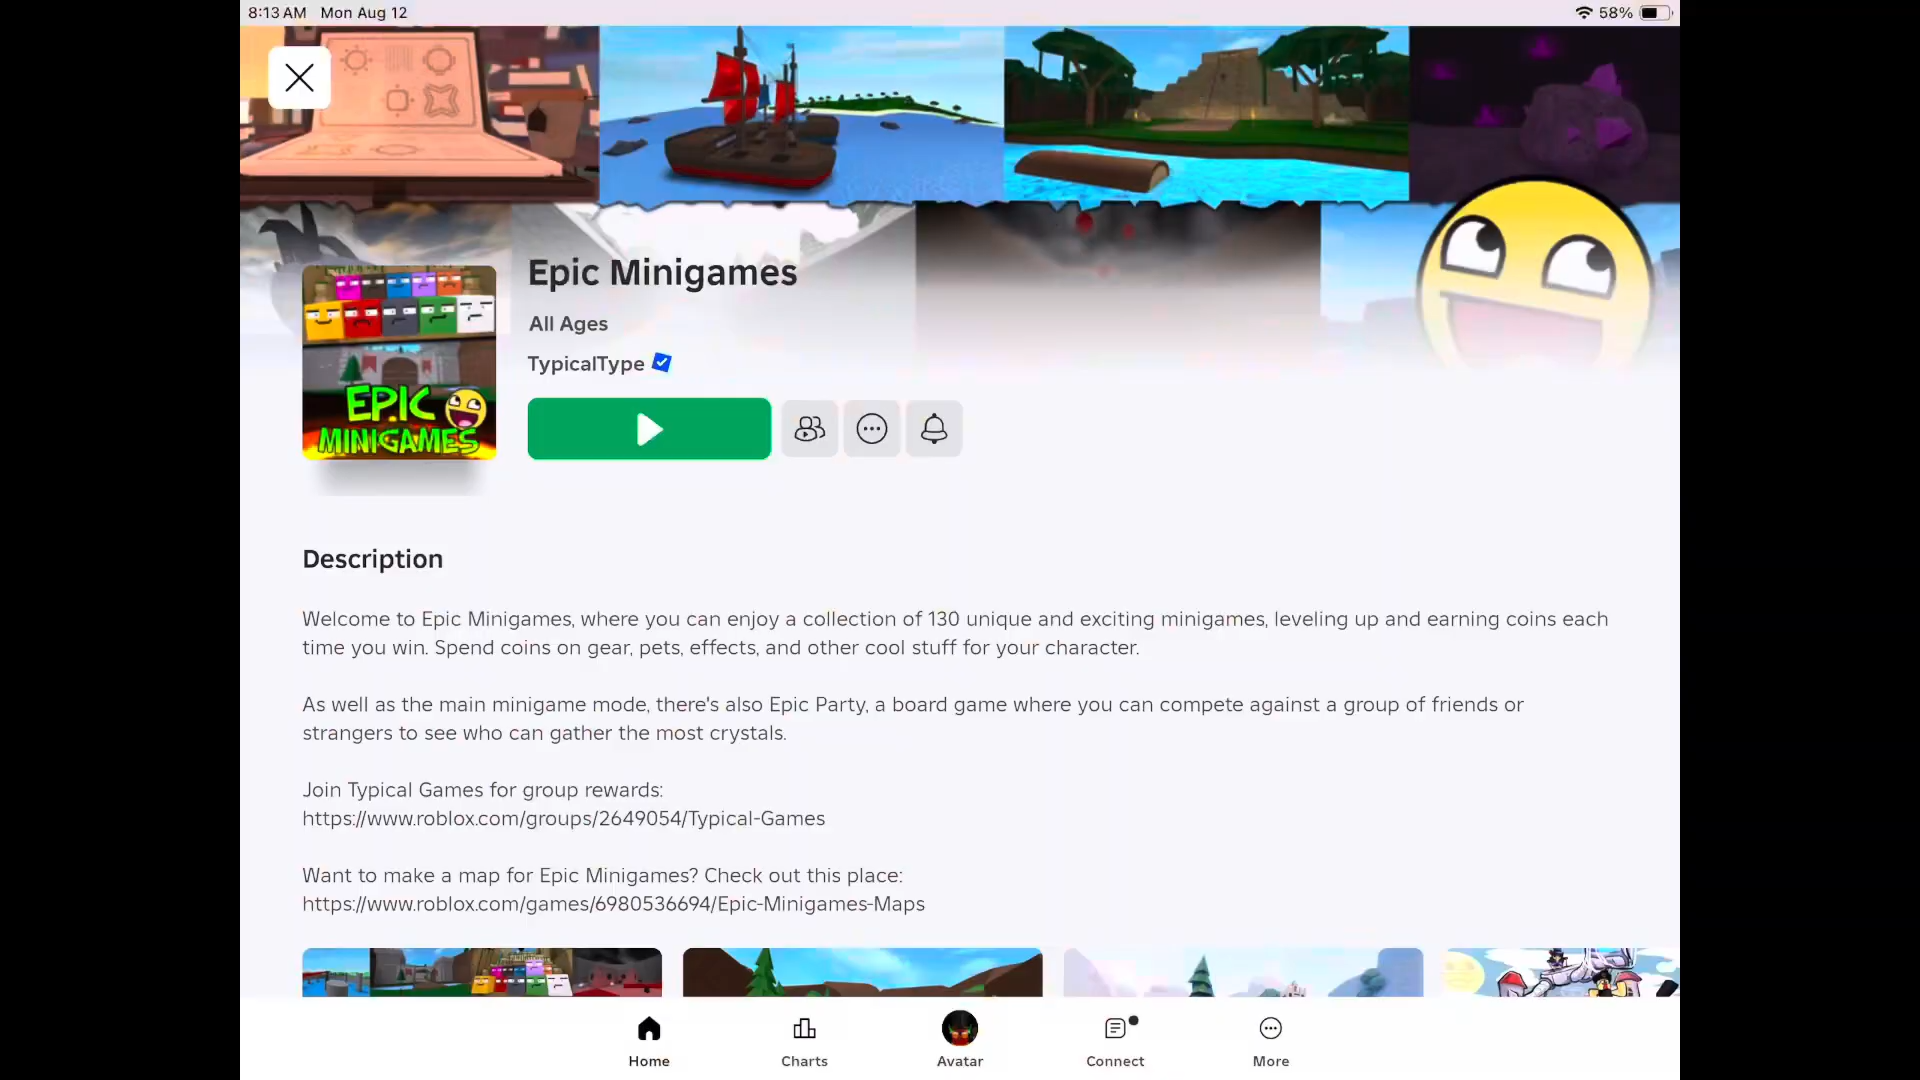 8:13 AM Mon Aug 12
58%
Epic Minigames
All Ages
TypicalType
EPIC
MINIGAMES
Description
Welcome to Epic Minigames, where you can enjoy a collection of 130 unique and exciting minigames, leveling up and earning coins each
time you win. Spend coins on gear, pets, effects, and other cool stuff for your character.
As well as the main minigame mode, there's also Epic Party, a board game where you can compete against a group of friends or
strangers to see who can gather the most crystals.
Join Typical Games for group rewards:
https://www.roblox.com/groups/2649054/Typical-Games
Want to make a map for Epic Minigames? Check out this place:
https://www.roblox.com/games/6980536694/Epic-Minigames-Maps
Home Charts Avatar Connect More